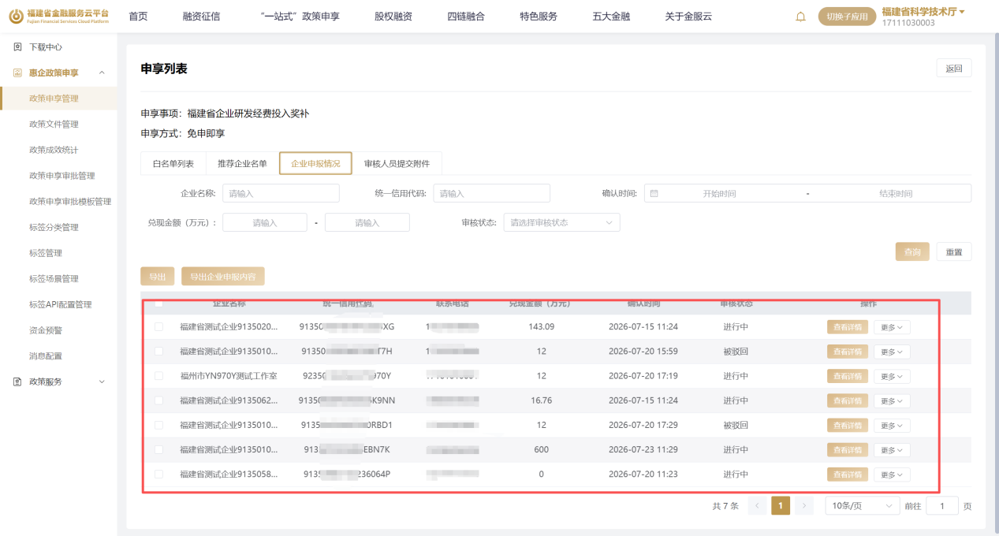 福建省金融服务云平台 首页 融资征信 “一站式”政策申享 股权融资 四链融合 特色服务 五大金融 关于金服云 切换子应用 福建省科学技术厅
Fujian Financial Services Cloud Platform 17111030003
下载中心
惠企政策申享
政策申享管理
政策文件管理
政策成效统计
政策申享审批管理
政策申享审批模板管理
标签分类管理
标签管理
标签场景管理
标签API配置管理
资金预警
消息配置
政策服务
申享列表 返回
申享事项：福建省企业研发经费投入奖补
申享方式：免申即享
白名单列表 推荐企业名单 企业申报情况 审核人员提交附件
企业名称: 请输入 统一信用代码: 请输入 确认时间: 开始时间 - 结束时间
兑现金额（万元）: 请输入 - 请输入 审核状态: 请选择审核状态
查询 重置
导出 导出企业申报内容
企业名称 统一信用代码 联系电话 兑现金额（万元） 确认时间 审核状态 操作
福建省测试企业9135020... 91350 XG 1 143.09 2026-07-15 11:24 进行中 查看详情 更多
福建省测试企业9135010... 91350 T7H 1 12 2026-07-20 15:59 被驳回 查看详情 更多
福州市YN970Y测试工作室 9235 970Y 12 2026-07-20 17:19 进行中 查看详情 更多
福建省测试企业9135062... 9135 K9NN 16.76 2026-07-15 11:24 进行中 查看详情 更多
福建省测试企业9135010... 9135 0RBD1 12 2026-07-20 17:29 被驳回 查看详情 更多
福建省测试企业9135010... 913 EBN7K 600 2026-07-23 11:29 进行中 查看详情 更多
福建省测试企业9135058... 913 236064P 0 2026-07-20 11:23 进行中 查看详情 更多
共 7 条 1 10条/页 前往 1 页